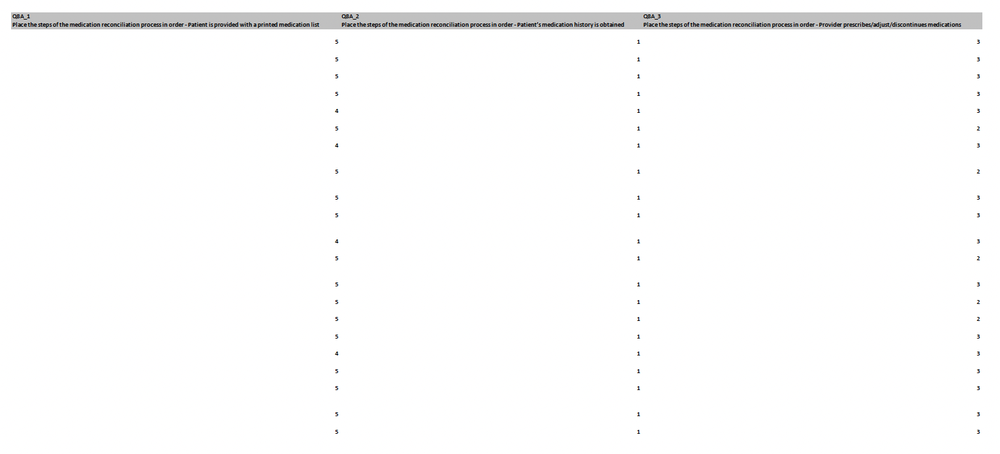 Q8A_1 Q8A_2 Q8A_3
Place the steps of the medication reconciliation process in order - Patient is provided with a printed medication list Place the steps of the medication reconciliation process in order - Patient's medication history is obtained Place the steps of the medication reconciliation process in order - Provider prescribes/adjust/discontinues medications
5 1 3
5 1 3
5 1 3
5 1 3
4 1 3
5 1 2
4 1 3
5 1 2
5 1 3
5 1 3
4 1 3
5 1 2
5 1 3
5 1 2
5 1 2
5 1 3
4 1 3
5 1 3
5 1 3
5 1 3
5 1 3